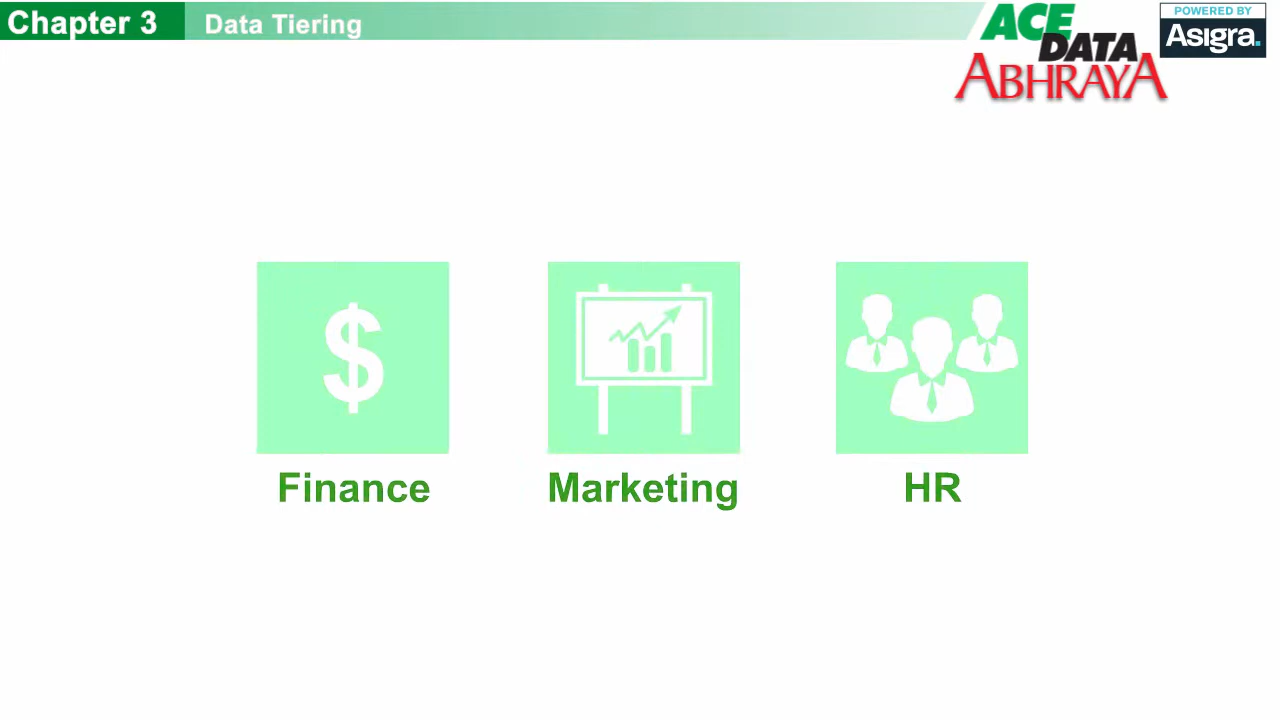 Chapter 3 Data Tiering
ACE DATA
ABHRAYA
POWERED BY
Asigra.
$
Finance Marketing HR